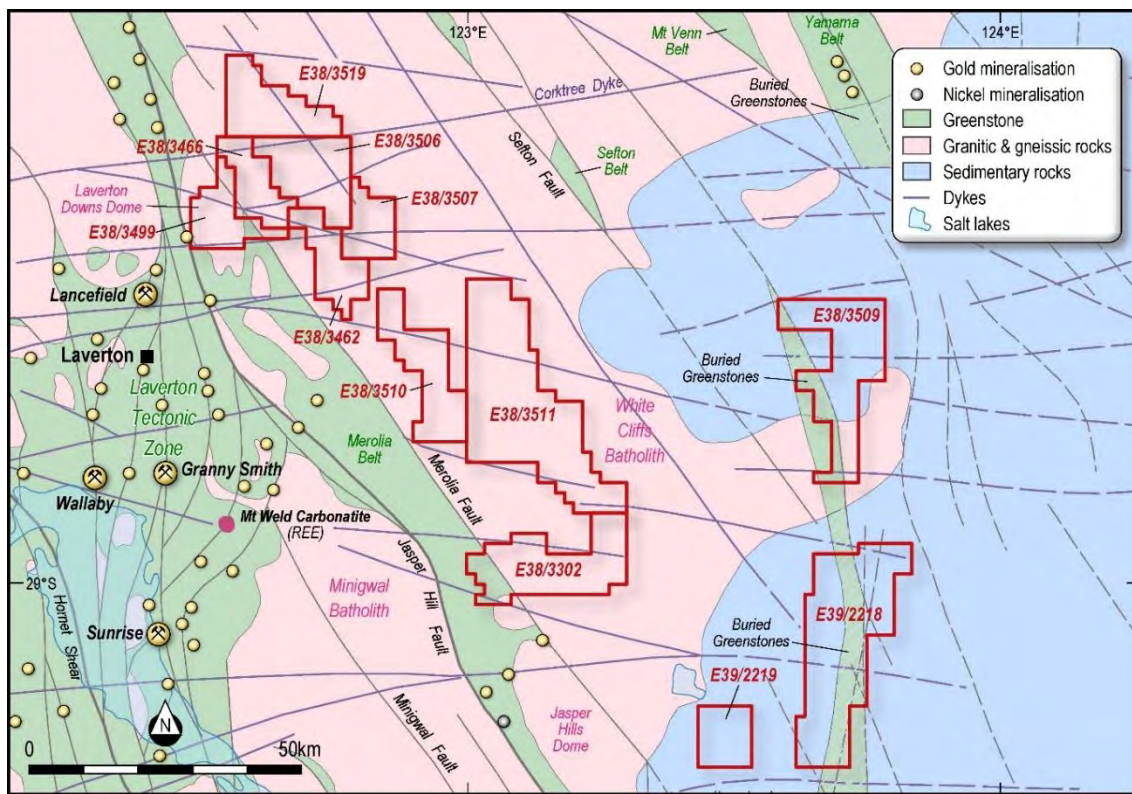 123°E
124°E
Mt Venn
Belt
Yamarna
Belt
Gold mineralisation
Nickel mineralisation
Greenstone
Granitic & gneissic rocks
Sedimentary rocks
Dykes
Salt lakes
E38/3519
Corktree Dyke
Buried
Greenstones
E38/3466
E38/3506
Sefton Fault
Sefton
Belt
Laverton
Downs Dome
E38/3507
E38/3499
Lancefield
E38/3462
E38/3509
Laverton
Buried
Greenstones
E38/3510
E38/3511
White
Cliffs
Batholith
Laverton
Tectonic
Zone
Merolia
Belt
Merolia Fault
Granny Smith
Wallaby
Mt Weld Carbonatite
(REE)
Jasper Hill Fault
E38/3302
29°S
Minigwal
Batholith
Hornet Shear
Sunrise
Buried
Greenstones
E39/2218
E39/2219
Minigwal Fault
Jasper
Hills
Dome
N
0
50km